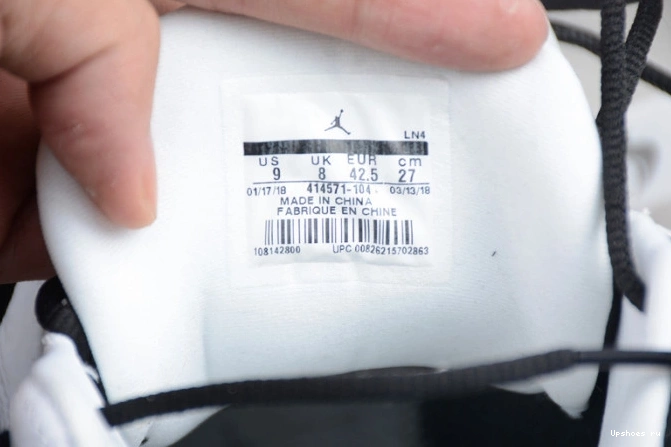 LN4
US UK EUR cm
9 8 42.5 27
01/17/18 414571-104 03/13/18
MADE IN CHINA
FABRIQUE EN CHINE
108142800 UPC 00826215702863